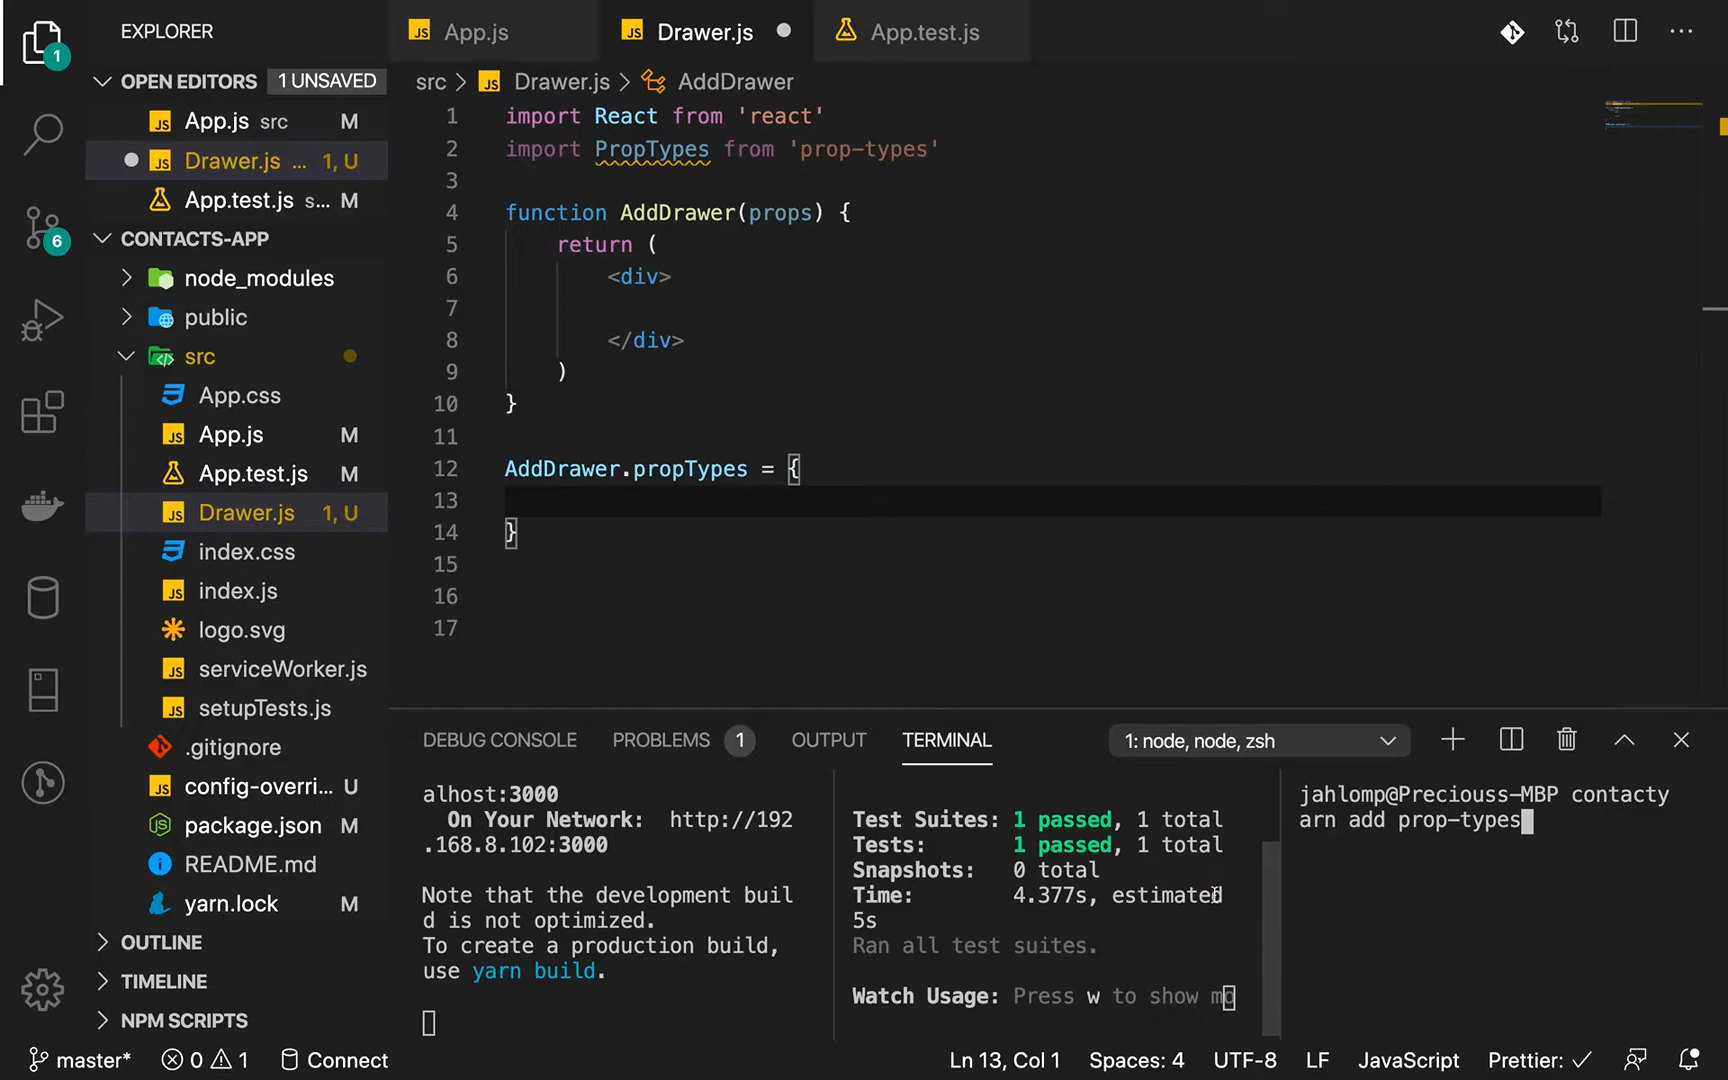 EXPLORER
OPEN EDITORS 1 UNSAVED
App.js src M
Drawer.js ... 1, U
App.test.js s... M
CONTACTS-APP
node_modules
public
src
App.css
App.js M
App.test.js M
Drawer.js 1, U
index.css
index.js
logo.svg
serviceWorker.js
setupTests.js
.gitignore
config-overri... U
package.json M
README.md
yarn.lock M
OUTLINE
TIMELINE
NPM SCRIPTS
1
6
App.js Drawer.js App.test.js
src > Drawer.js > AddDrawer
1 import React from 'react'
2 import PropTypes from 'prop-types'
3
4 function AddDrawer(props) {
5 return (
6 <div>
7
8 </div>
9 )
10 }
11
12 AddDrawer.propTypes = {
13
14 }
15
16
17
DEBUG CONSOLE PROBLEMS 1 OUTPUT TERMINAL 1: node, node, zsh
alhost:3000
On Your Network: http://192
.168.8.102:3000
Note that the development buil
d is not optimized.
To create a production build,
use yarn build.
Test Suites: 1 passed, 1 total
Tests: 1 passed, 1 total
Snapshots: 0 total
Time: 4.377s, estimated
5s
Ran all test suites.
Watch Usage: Press w to show mo
jahlomp@Preciouss-MBP contacty
arn add prop-types
master* 0 1 Connect Ln 13, Col 1 Spaces: 4 UTF-8 LF JavaScript Prettier: ✓